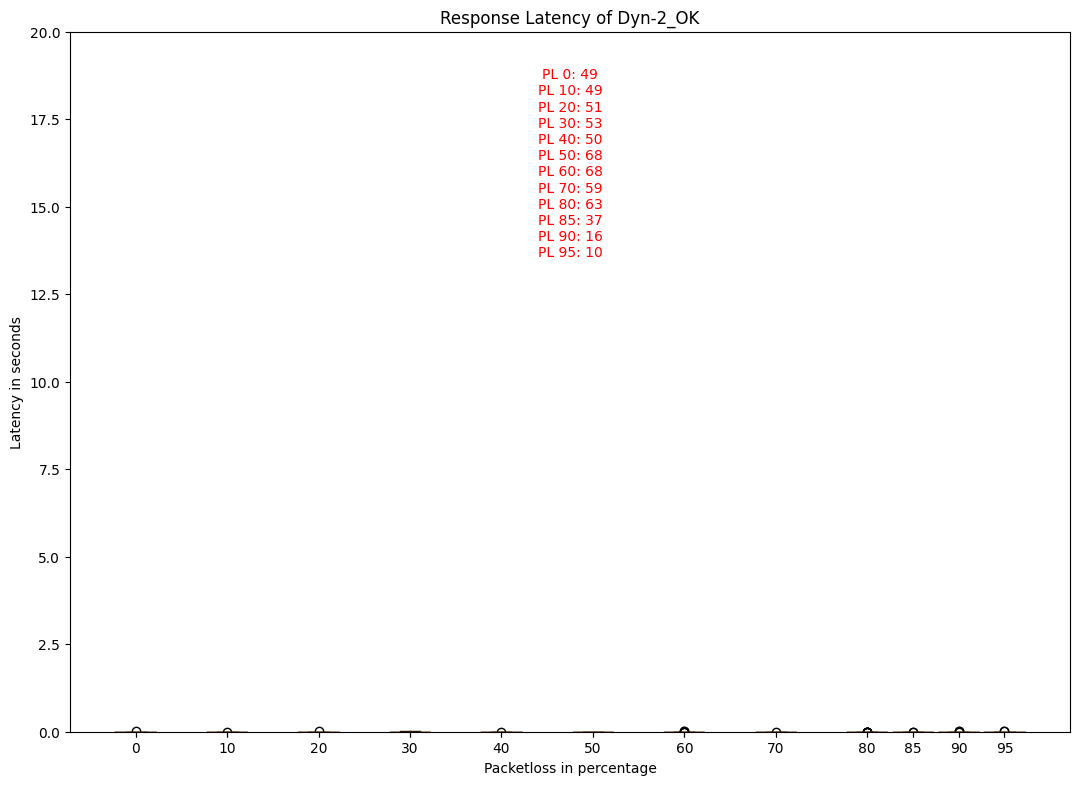 Response Latency of Dyn-2_OK
20.0
17.5
15.0
12.5
10.0
7.5
5.0
2.5
0.0
Latency in seconds
PL 0: 49
PL 10: 49
PL 20: 51
PL 30: 53
PL 40: 50
PL 50: 68
PL 60: 68
PL 70: 59
PL 80: 63
PL 85: 37
PL 90: 16
PL 95: 10
0 10 20 30 40 50 60 70 80 85 90 95
Packetloss in percentage